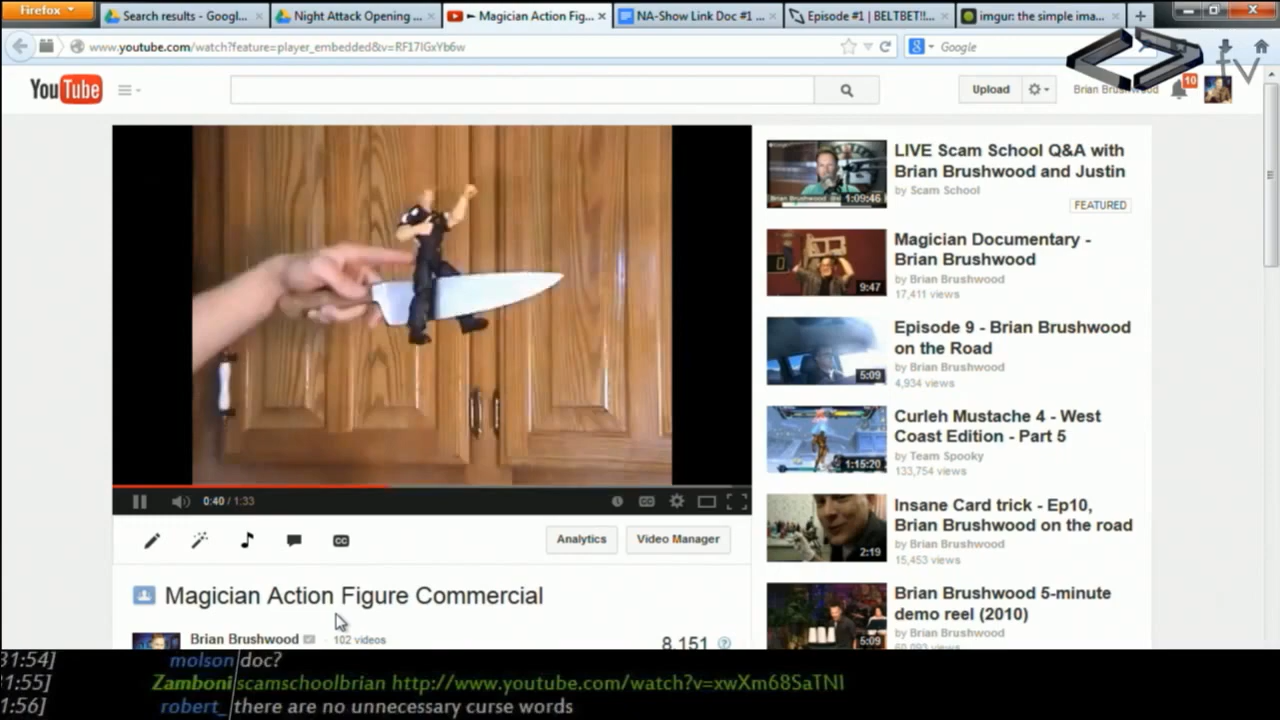 Firefox
Search results - Googl...
Night Attack Opening ...
► Magician Action Fig...
NA-Show Link Doc #1 ...
Episode #1 | BELTBET!!...
imgur: the simple ima...
www.youtube.com/watch?feature=player_embedded&v=RF17IGxYb6w
Google
tv
YouTube
Upload
Brian Brushwood
10
LIVE Scam School Q&A with
Brian Brushwood and Justin
by Scam School
FEATURED
1:09:46
Magician Documentary -
Brian Brushwood
by Brian Brushwood
17,411 views
9:47
Episode 9 - Brian Brushwood
on the Road
by Brian Brushwood
4,934 views
5:09
Curleh Mustache 4 - West
Coast Edition - Part 5
by Team Spooky
133,754 views
1:15:20
Insane Card trick - Ep10,
Brian Brushwood on the road
by Brian Brushwood
15,453 views
2:19
Brian Brushwood 5-minute
demo reel (2010)
by Brian Brushwood
60,093 views
5:09
0:40 / 1:33
CC
Analytics
Video Manager
Magician Action Figure Commercial
Brian Brushwood
102 videos
8,151
31:54] molson doc?
1:55] Zamboni scamschoolbrian http://www.youtube.com/watch?v=xwXm68SaTNI
1:56] robert_ there are no unnecessary curse words